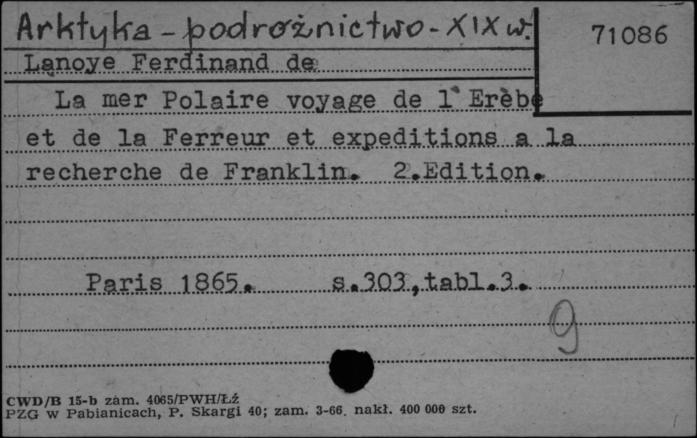 Arktyka - podróżnictwo - XIX w.
71086
Lanoye Ferdinand de
La mer Polaire voyage de l'Erèbe
et de la Ferreur et expeditions a la
recherche de Franklin. 2.Edition.
Paris 1865. s.303,tabl.3.
9
CWD/B 15-b zam. 4065/PWH/Łź
PZG w Pabianicach, P. Skargi 40; zam. 3-66. nakł. 400 000 szt.